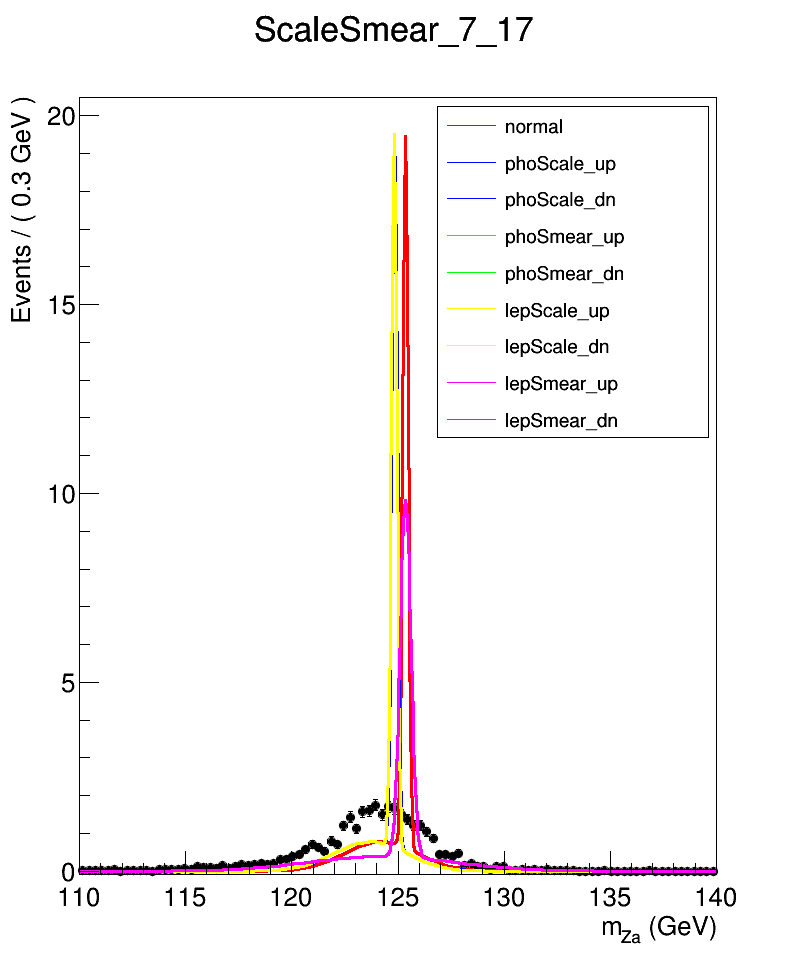 ScaleSmear_7_17
Events / ( 0.3 GeV )
20
15
10
5
0
normal
phoScale_up
phoScale_dn
phoSmear_up
phoSmear_dn
lepScale_up
lepScale_dn
lepSmear_up
lepSmear_dn
110 115 120 125 130 135 140
m_Za (GeV)